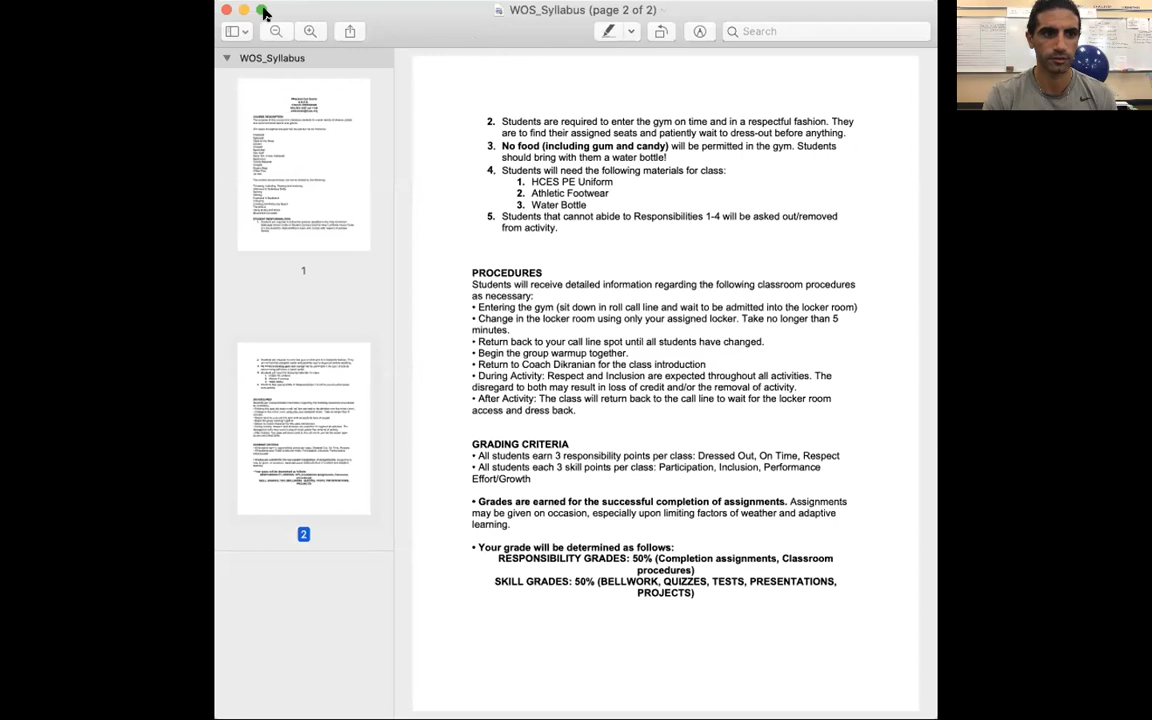 WOS_Syllabus (page 2 of 2)
Search
WOS_Syllabus
1
2
2. Students are required to enter the gym on time and in a respectful fashion. They
are to find their assigned seats and patiently wait to dress-out before anything.
3. No food (including gum and candy) will be permitted in the gym. Students
should bring with them a water bottle!
4. Students will need the following materials for class:
1. HCES PE Uniform
2. Athletic Footwear
3. Water Bottle
5. Students that cannot abide to Responsibilities 1-4 will be asked out/removed
from activity.
PROCEDURES
Students will receive detailed information regarding the following classroom procedures
as necessary:
• Entering the gym (sit down in roll call line and wait to be admitted into the locker room)
• Change in the locker room using only your assigned locker. Take no longer than 5
minutes.
• Return back to your call line spot until all students have changed.
• Begin the group warmup together.
• Return to Coach Dikranian for the class introduction
• During Activity: Respect and Inclusion are expected throughout all activities. The
disregard to both may result in loss of credit and/or the removal of activity.
• After Activity: The class will return back to the call line to wait for the locker room
access and dress back.
GRADING CRITERIA
• All students earn 3 responsibility points per class: Dressed Out, On Time, Respect
• All students each 3 skill points per class: Participation, Inclusion, Performance
Effort/Growth
• Grades are earned for the successful completion of assignments. Assignments
may be given on occasion, especially upon limiting factors of weather and adaptive
learning.
• Your grade will be determined as follows:
RESPONSIBILITY GRADES: 50% (Completion assignments, Classroom
procedures)
SKILL GRADES: 50% (BELLWORK, QUIZZES, TESTS, PRESENTATIONS,
PROJECTS)